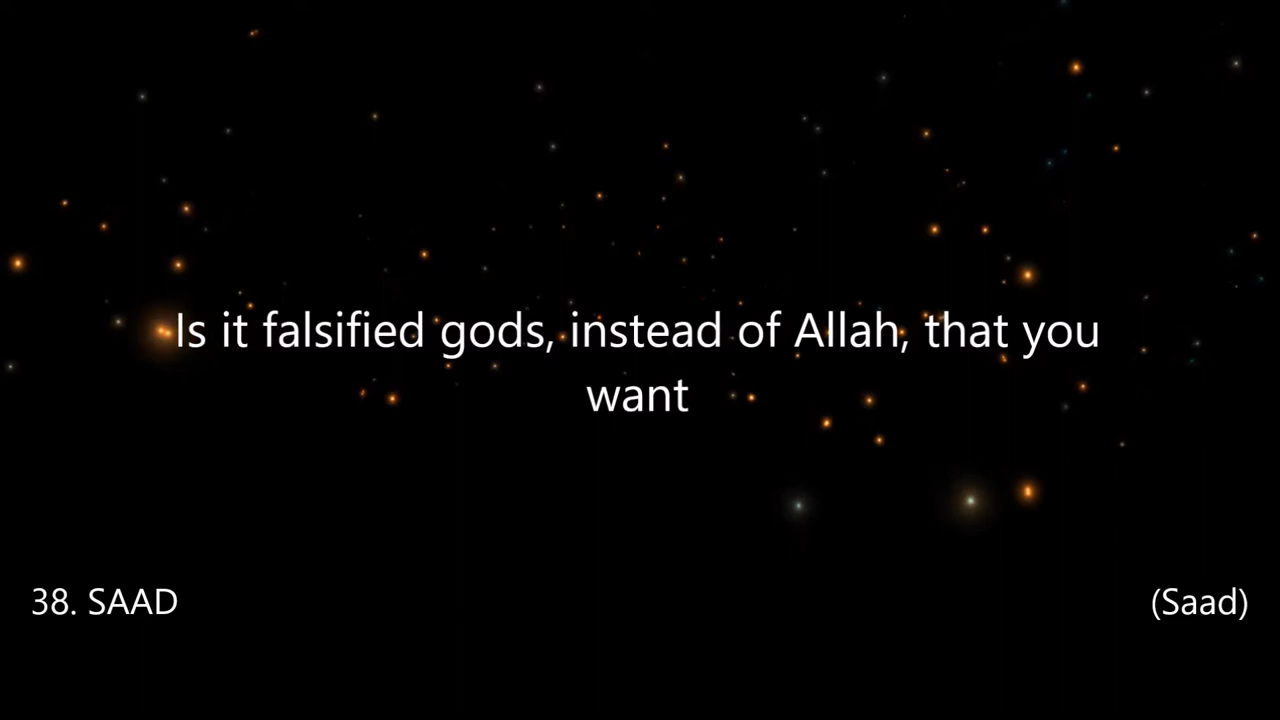 Is it falsified gods, instead of Allah, that you
want
38. SAAD
(Saad)